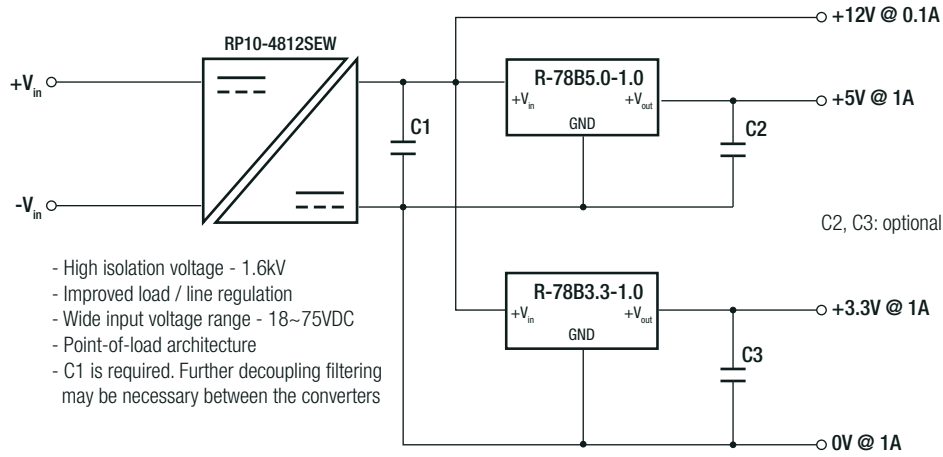 +12V @ 0.1A
RP10-4812SEW
R-78B5.0-1.0
+Vin
+Vin
+Vout
+5V @ 1A
C1
GND
C2
-Vin
C2, C3: optional
- High isolation voltage - 1.6kV
- Improved load / line regulation
- Wide input voltage range - 18~75VDC
- Point-of-load architecture
- C1 is required. Further decoupling filtering
may be necessary between the converters
R-78B3.3-1.0
+Vin
+Vout
+3.3V @ 1A
GND
C3
0V @ 1A